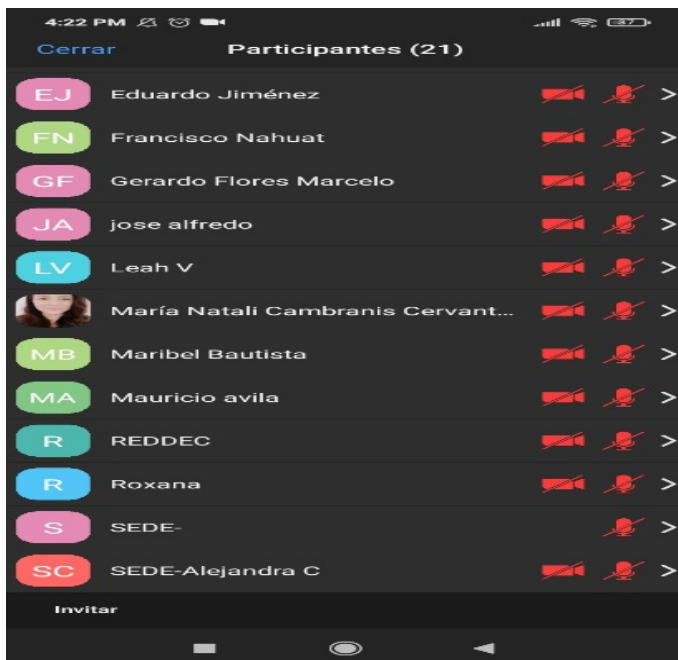 4:22 PM 37
Cerrar Participantes (21)
EJ Eduardo Jiménez
FN Francisco Nahuat
GF Gerardo Flores Marcelo
JA jose alfredo
LV Leah V
María Natali Cambranis Cervant...
MB Maribel Bautista
MA Mauricio avila
R REDDEC
R Roxana
S SEDE-
SC SEDE-Alejandra C
Invitar